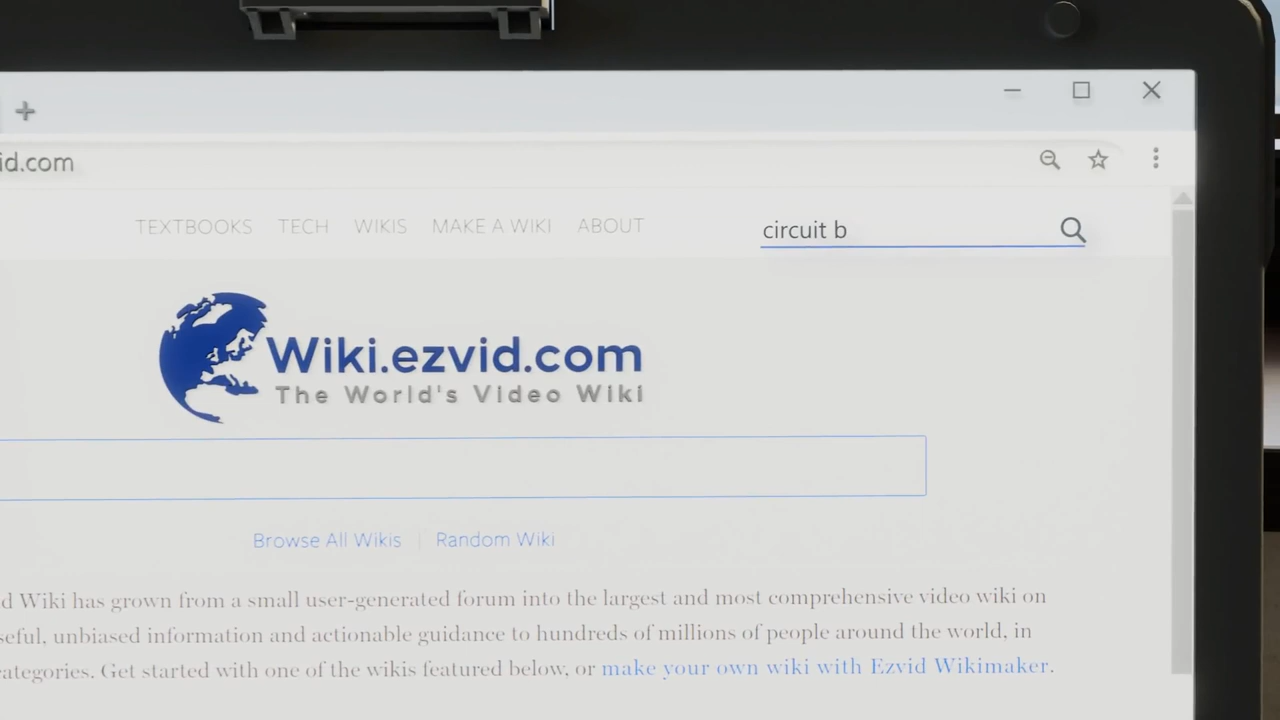 id.com
TEXTBOOKS TECH WIKIS MAKE A WIKI ABOUT
circuit b
Wiki.ezvid.com
The World's Video Wiki
Browse All Wikis | Random Wiki
d Wiki has grown from a small user-generated forum into the largest and most comprehensive video wiki on
seful, unbiased information and actionable guidance to hundreds of millions of people around the world, in
ategories. Get started with one of the wikis featured below, or make your own wiki with Ezvid Wikimaker.